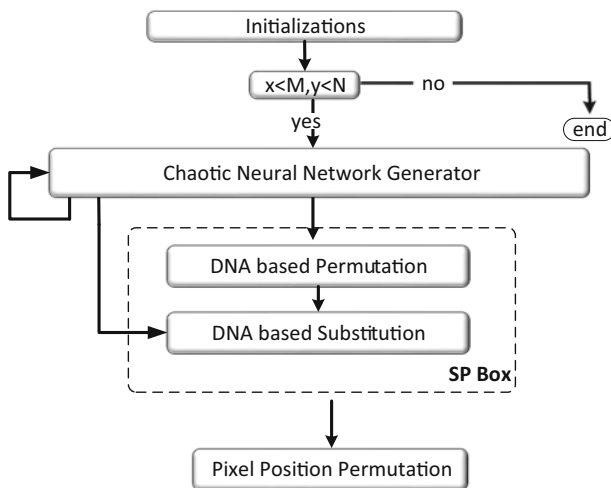 Initializations
x<M,y<N
no
yes
end
Chaotic Neural Network Generator
DNA based Permutation
DNA based Substitution
SP Box
Pixel Position Permutation